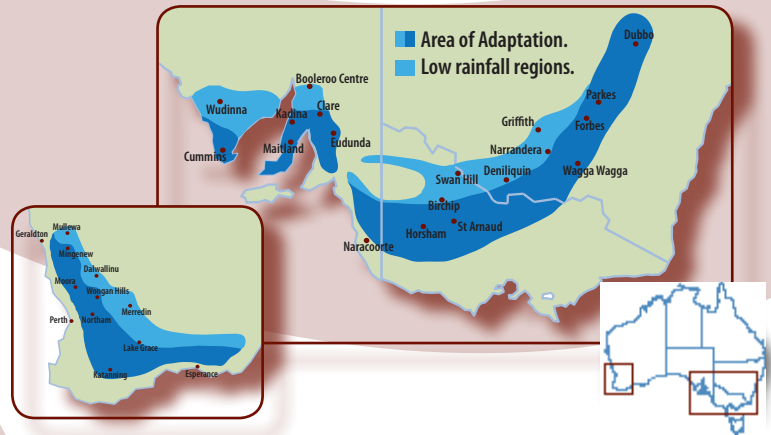 Area of Adaptation.
Low rainfall regions.
Dubbo
Booleroo Centre
Wudinna
Kadina
Clare
Parkes
Griffith
Forbes
Cummins
Maitland
Eudunda
Narrandera
Swan Hill
Deniliquin
Wagga Wagga
Birchip
Horsham
St Arnaud
Naracoorte
Geraldton
Mullewa
Mingenew
Dalwallinu
Moora
Wongan Hills
Merredin
Perth
Northam
Lake Grace
Katanning
Esperance